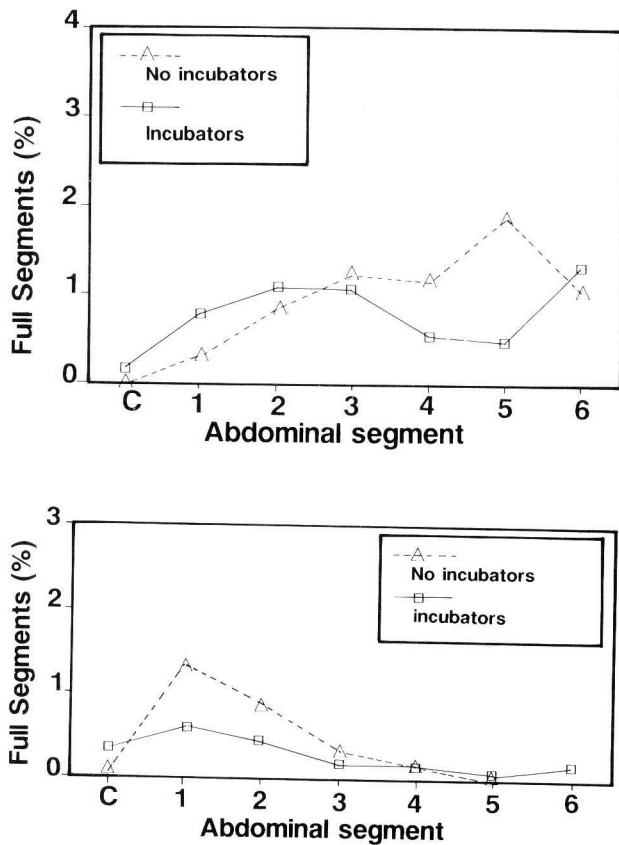 Full Segments (%)
4
3
2
1
0
No incubators
Incubators
C 1 2 3 4 5 6
Abdominal segment
Full Segments (%)
3
2
1
0
No incubators
incubators
C 1 2 3 4 5 6
Abdominal segment